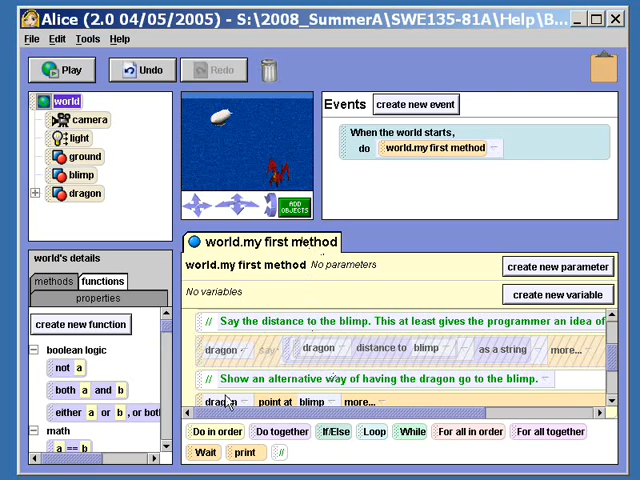 Alice (2.0 04/05/2005) - S:\2008_SummerA\SWE135-81A\Help\B...
File Edit Tools Help
Play Undo Redo
world
camera
light
ground
blimp
dragon
ADD OBJECTS
Events create new event
When the world starts,
do world.my first method
world's details
methods functions
properties
create new function
boolean logic
not a
both a and b
either a or b , or both
math
a == b
world.my first method
world.my first method No parameters create new parameter
No variables create new variable
// Say the distance to the blimp. This at least gives the programmer an idea of
dragon say dragon distance to blimp as a string more...
// Show an alternative way of having the dragon go to the blimp.
dragon point at blimp more...
Do in order Do together If/Else Loop While For all in order For all together
Wait print //